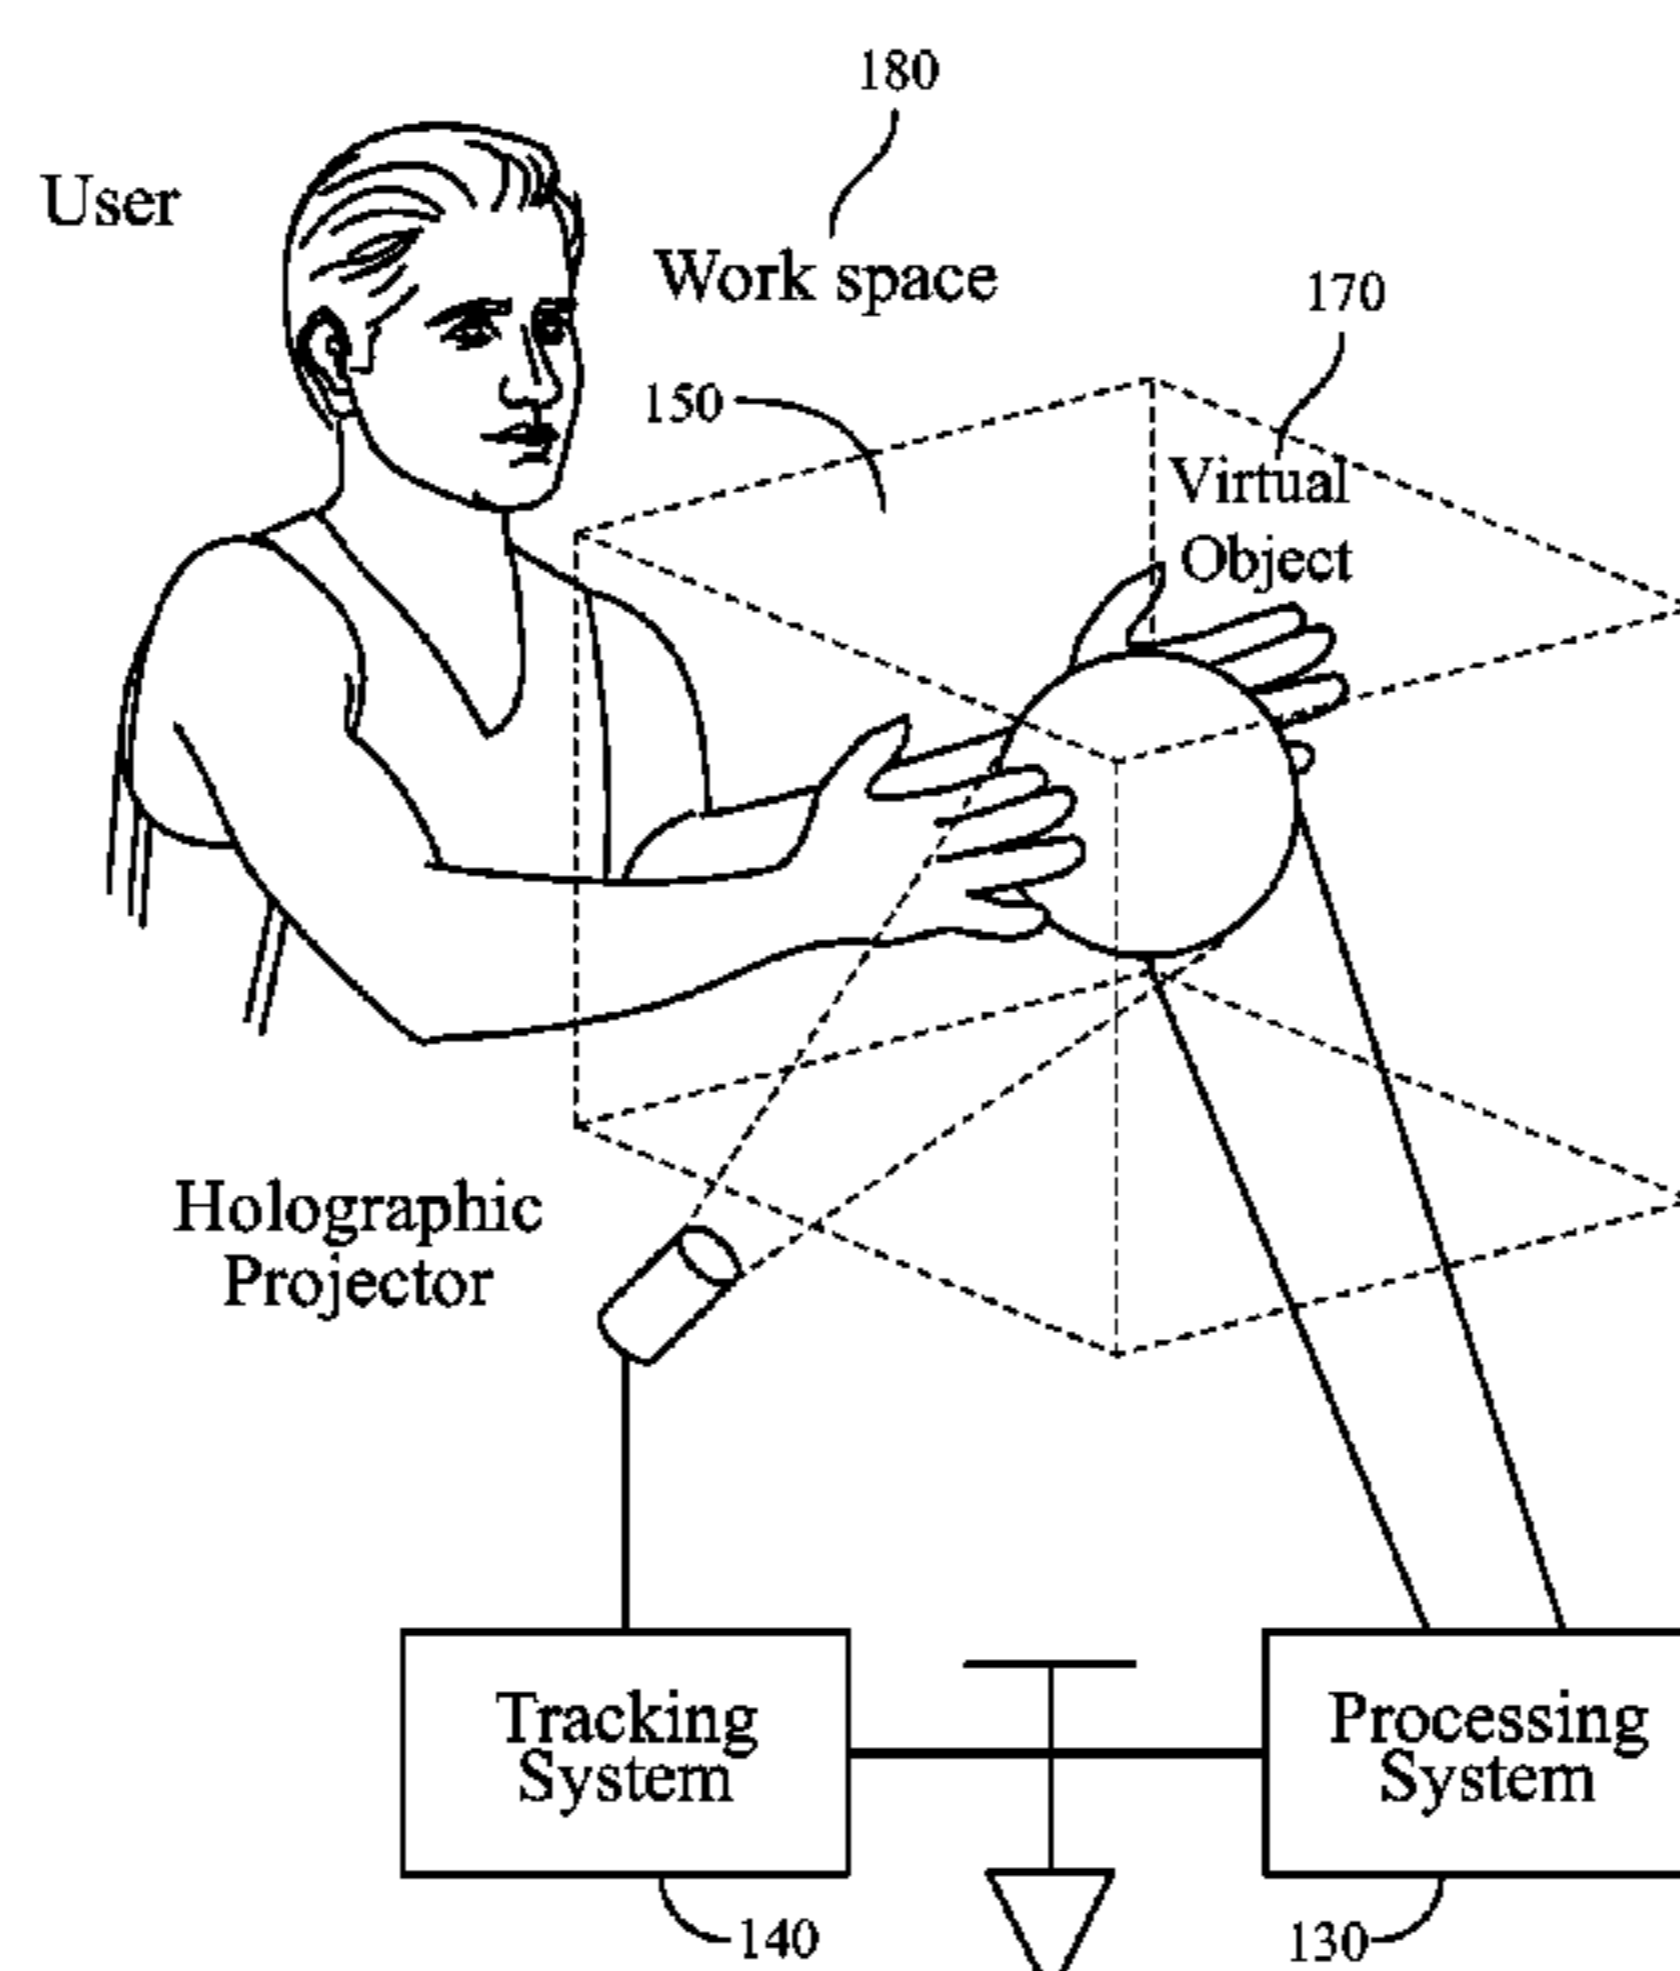 180
User
Work space
170
150
Virtual
Object
Holographic
Projector
Tracking
System
Processing
System
140
130